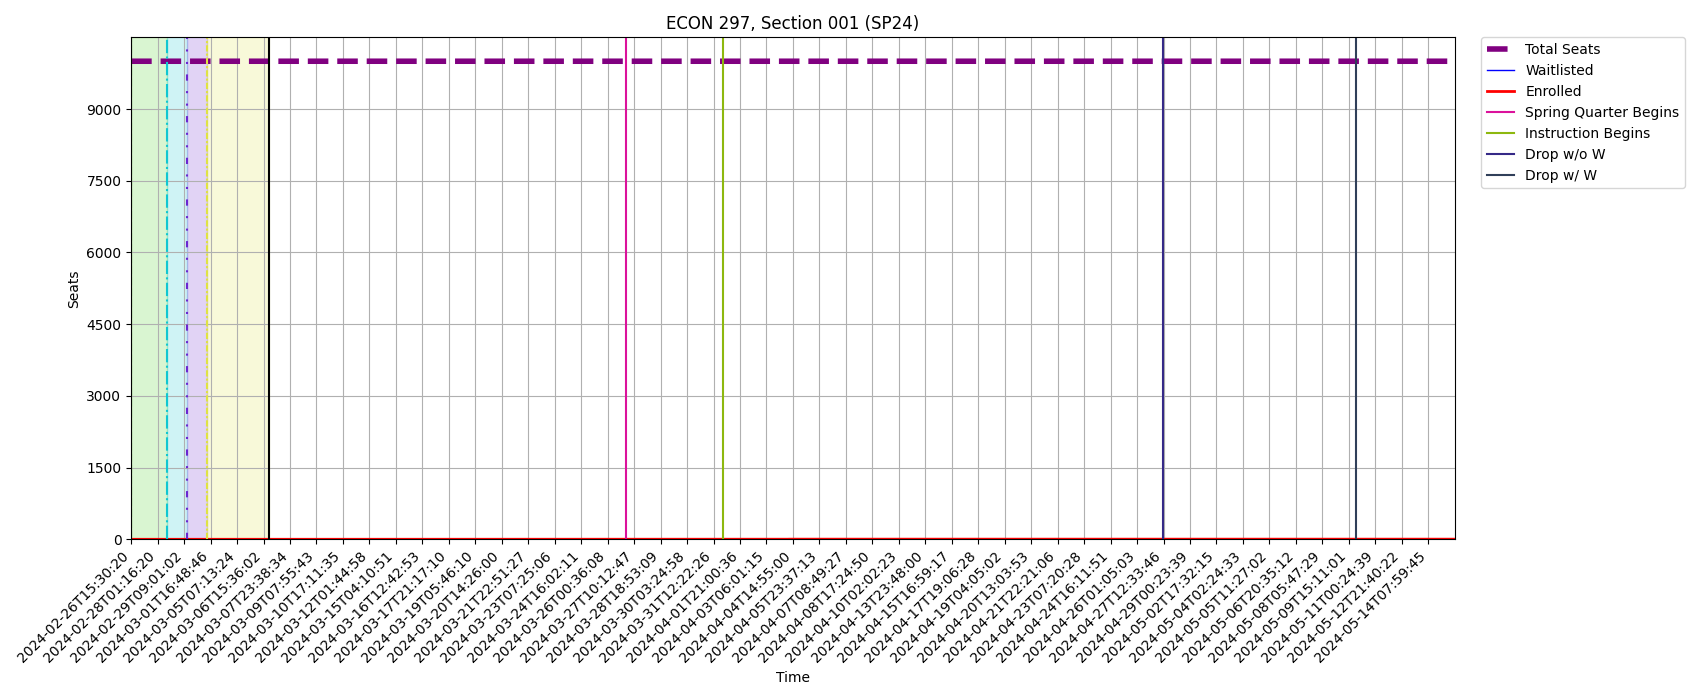 ECON 297, Section 001 (SP24)
Total Seats
Waitlisted
Enrolled
Spring Quarter Begins
Instruction Begins
Drop w/o W
Drop w/ W
9000
7500
6000
4500
3000
1500
0
Seats
2024-02-26T15:30:20
2024-02-28T01:16:20
2024-02-29T09:01:02
2024-03-01T16:48:46
2024-03-05T07:13:24
2024-03-06T15:36:02
2024-03-07T23:38:34
2024-03-09T07:55:43
2024-03-10T17:11:35
2024-03-12T01:44:58
2024-03-15T04:10:51
2024-03-16T12:42:53
2024-03-17T21:17:10
2024-03-19T05:46:10
2024-03-20T14:26:00
2024-03-21T22:51:27
2024-03-23T07:25:06
2024-03-24T16:02:11
2024-03-26T00:36:08
2024-03-27T10:12:47
2024-03-28T18:53:09
2024-03-30T03:24:58
2024-03-31T12:22:26
2024-04-01T21:00:36
2024-04-03T06:01:15
2024-04-04T14:55:00
2024-04-05T23:37:13
2024-04-07T08:49:27
2024-04-08T17:24:50
2024-04-10T02:02:23
2024-04-13T23:48:00
2024-04-15T16:59:17
2024-04-17T19:06:28
2024-04-19T04:05:02
2024-04-20T13:03:53
2024-04-21T22:21:06
2024-04-23T07:20:28
2024-04-24T16:11:51
2024-04-26T01:05:03
2024-04-27T12:33:46
2024-04-29T00:23:39
2024-05-02T17:32:15
2024-05-04T02:24:33
2024-05-05T11:27:02
2024-05-06T20:35:12
2024-05-08T05:47:29
2024-05-09T15:11:01
2024-05-11T00:24:39
2024-05-12T21:40:22
2024-05-14T07:59:45
Time